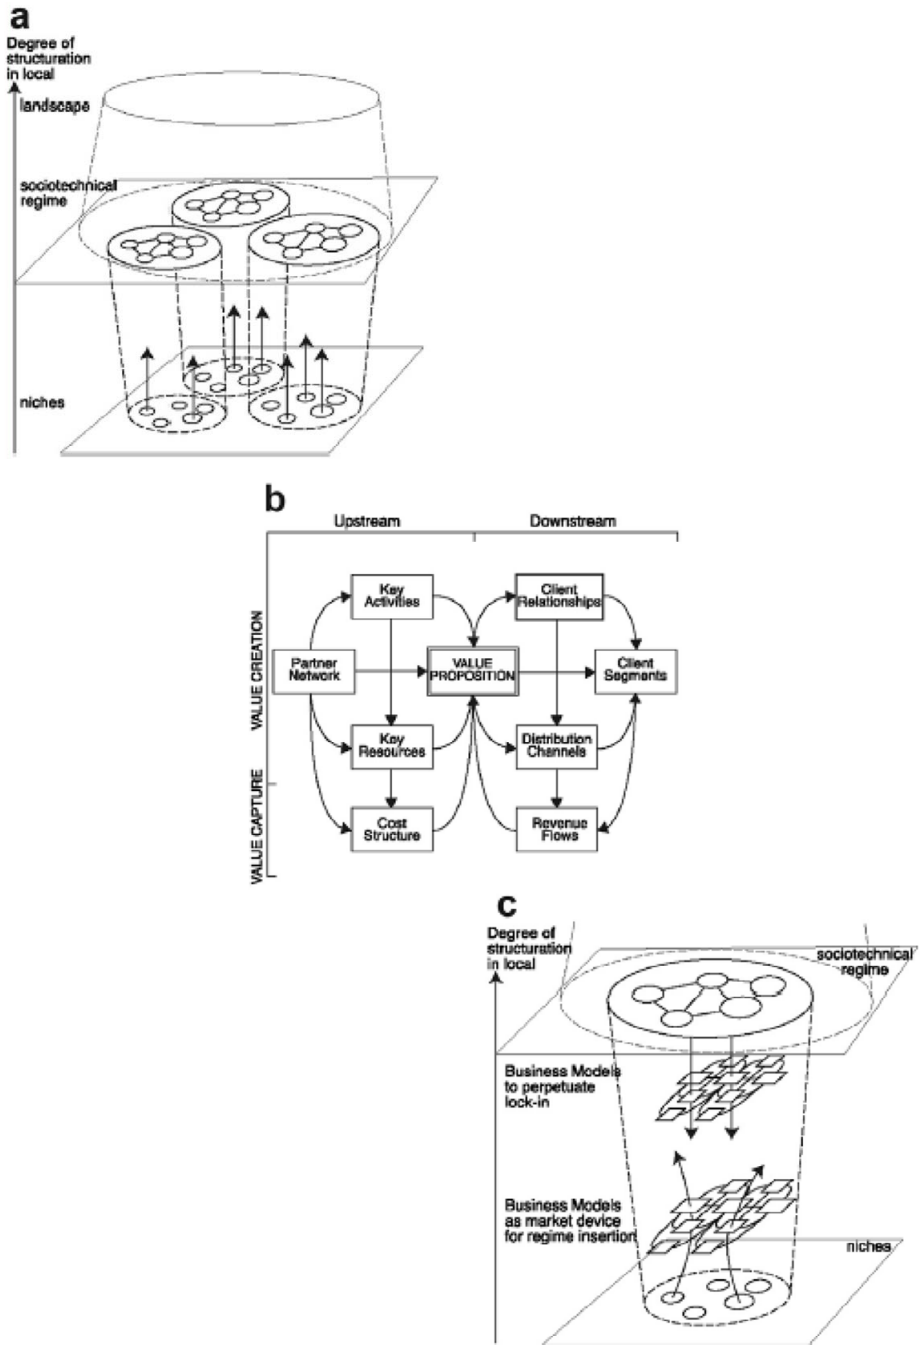 a
Degree of
structuration
in local
landscape
sociotechnical
regime
niches
b
Upstream
Downstream
VALUE CREATION
VALUE CAPTURE
Key
Activities
Client
Relationships
Partner
Network
VALUE
PROPOSITION
Client
Segments
Key
Resources
Distribution
Channels
Cost
Structure
Revenue
Flows
c
Degree of
structuration
in local
sociotechnical
regime
Business Models
to perpetuate
lock-in
Business Models
as market device
for regime insertion
niches